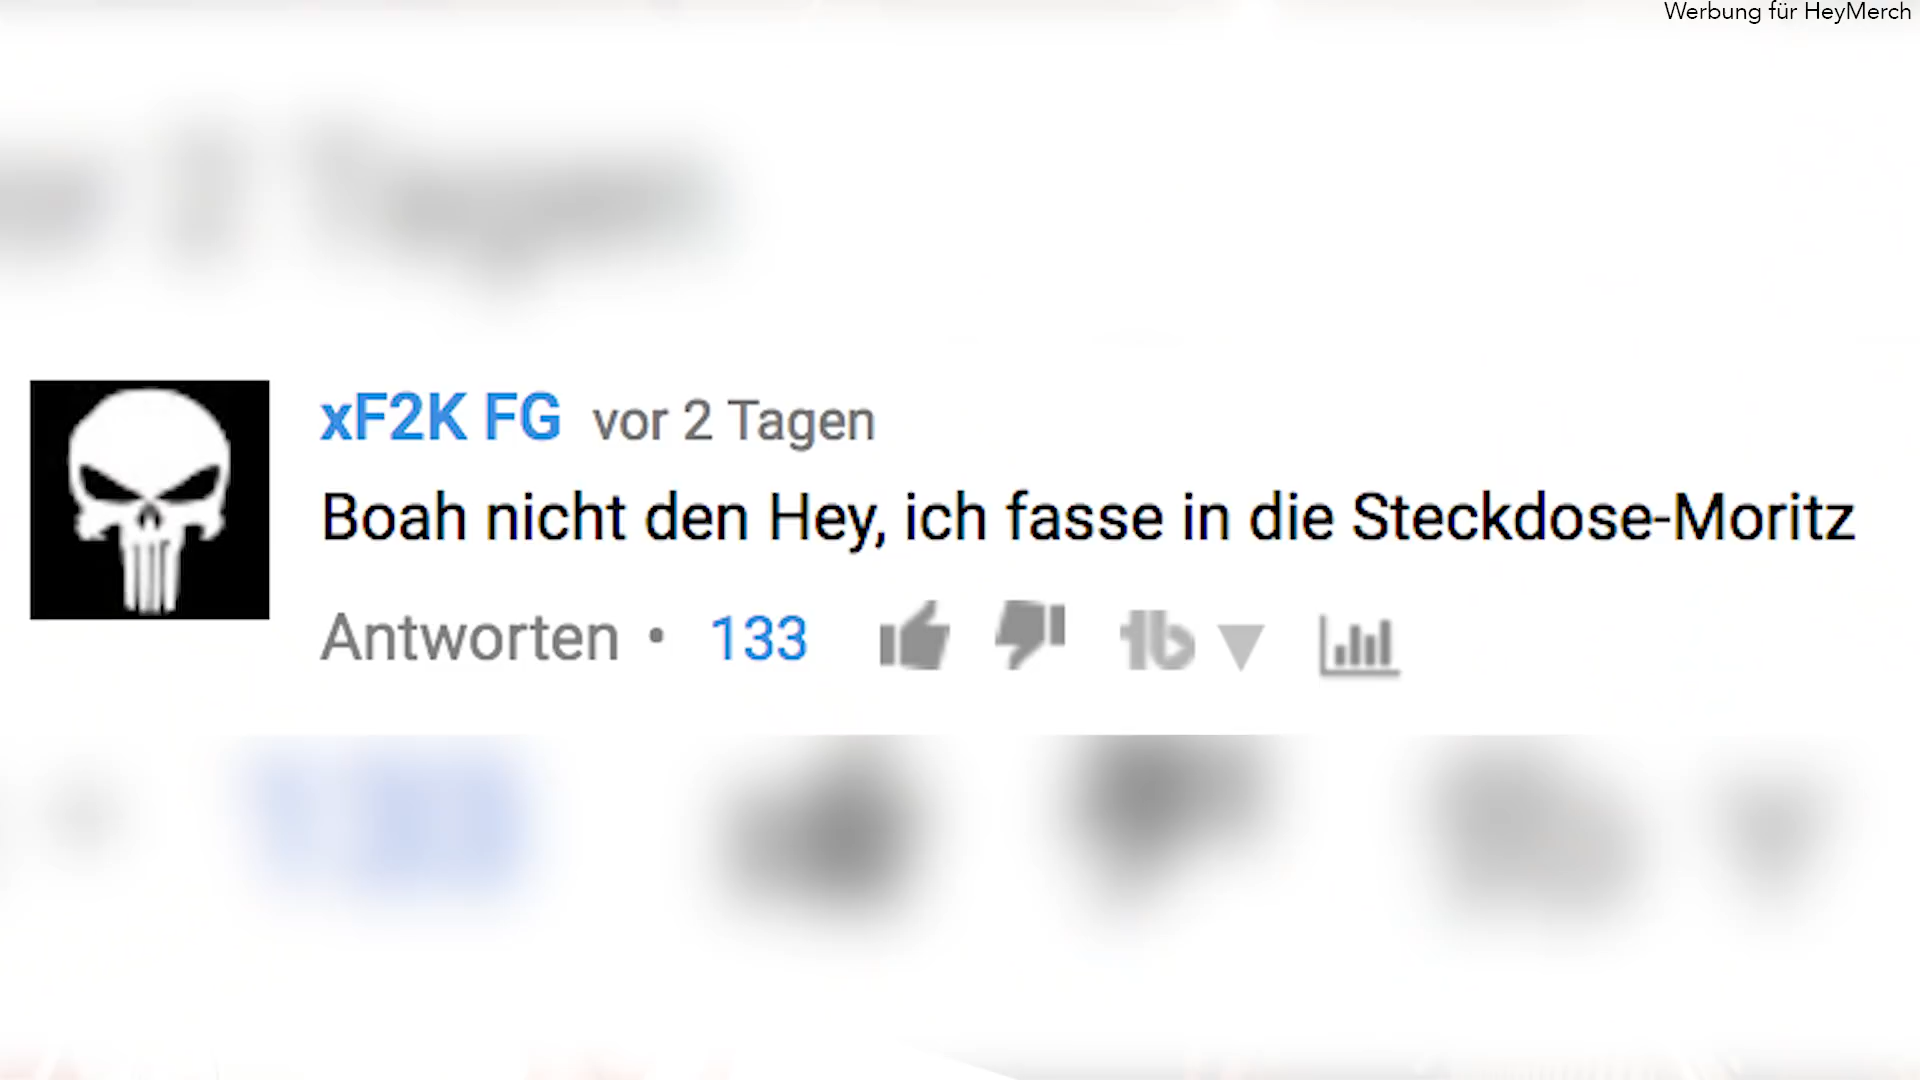 Werbung für HeyMerch
xF2K FG vor 2 Tagen
Boah nicht den Hey, ich fasse in die Steckdose-Moritz
Antworten • 133